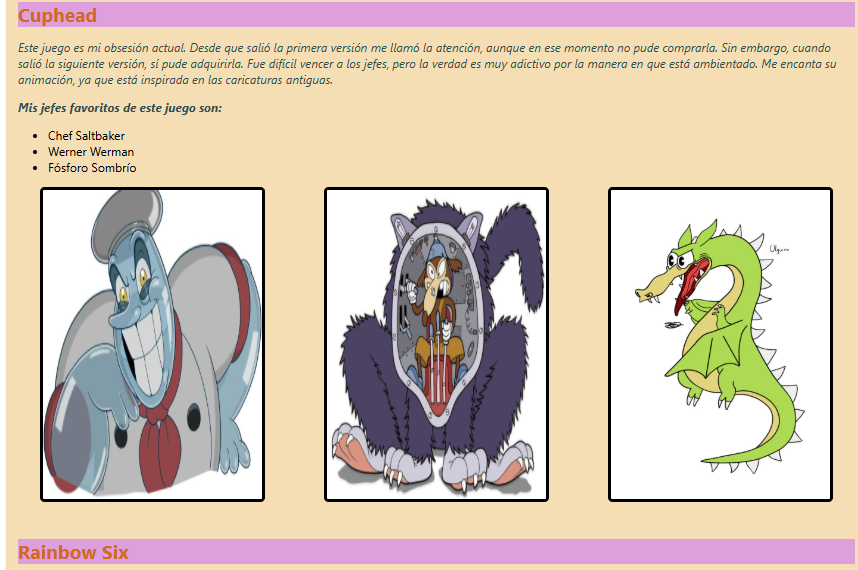 Cuphead
Este juego es mi obsesión actual. Desde que salió la primera versión me llamó la atención, aunque en ese momento no pude comprarla. Sin embargo, cuando
salió la siguiente versión, sí pude adquirirla. Fue difícil vencer a los jefes, pero la verdad es muy adictivo por la manera en que está ambientado. Me encanta su
animación, ya que está inspirada en las caricaturas antiguas.
Mis jefes favoritos de este juego son:
Chef Saltbaker
Werner Werman
Fósforo Sombrío
Rainbow Six